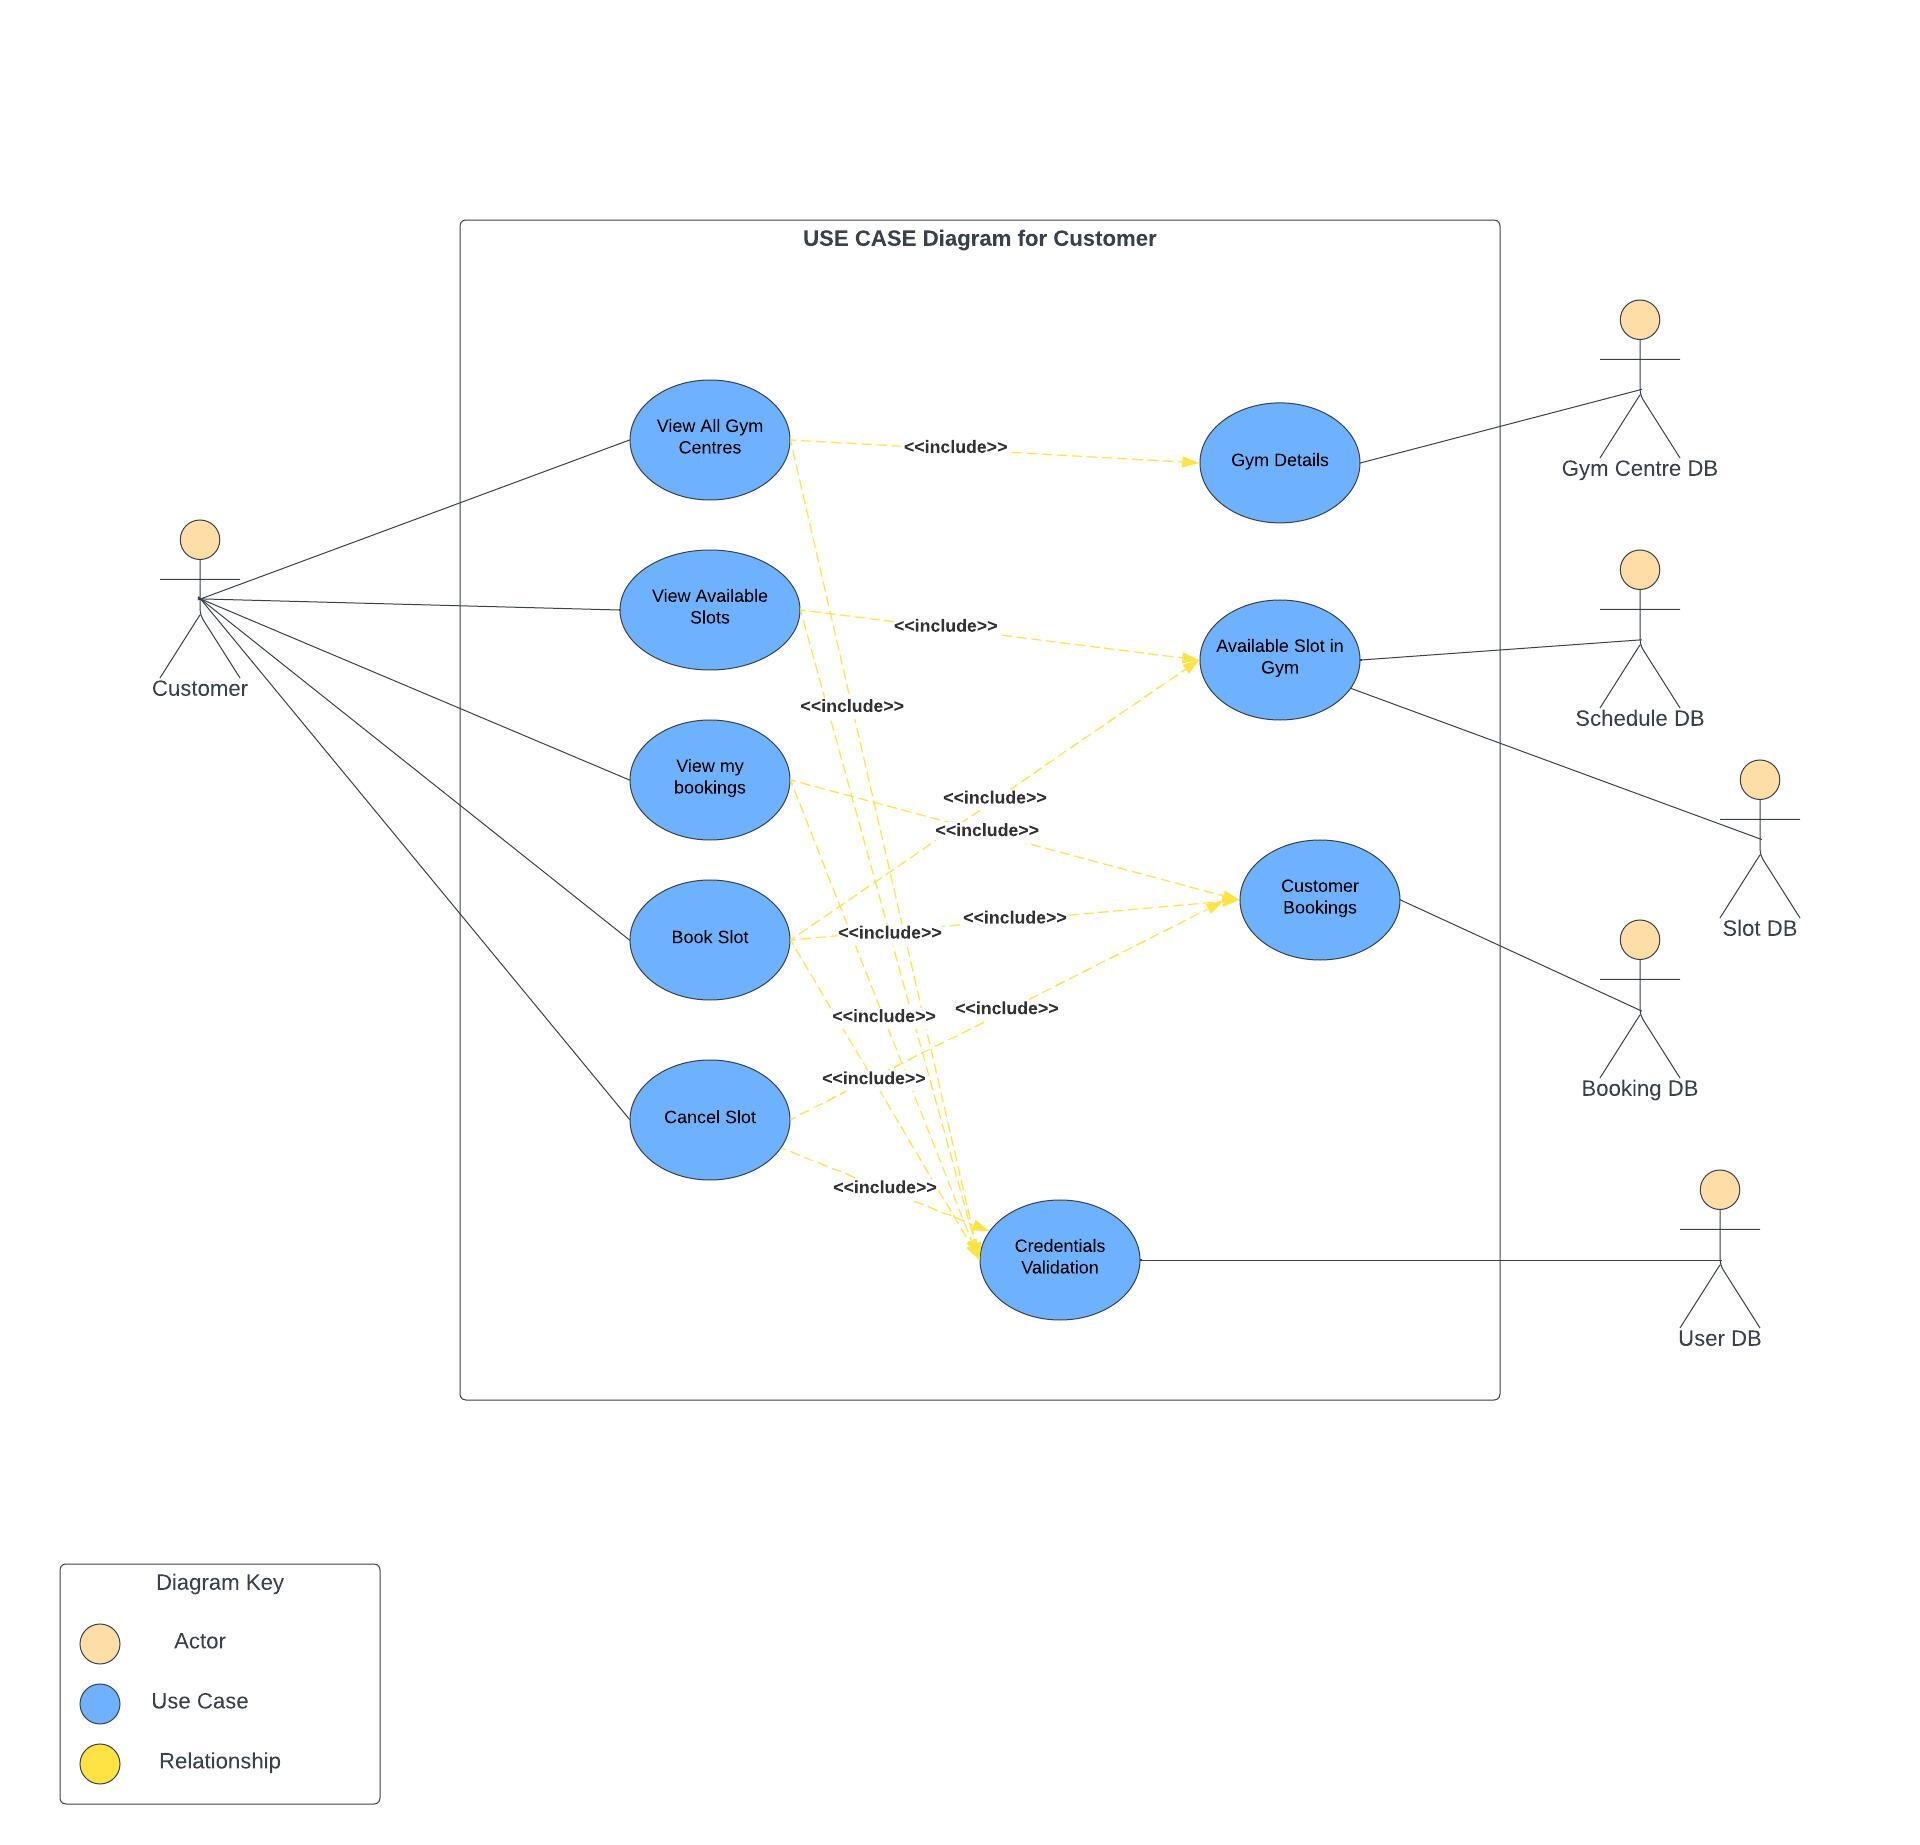 USE CASE Diagram for Customer
View All Gym
Centres
<<include>>
Gym Details
Gym Centre DB
View Available
Slots
<<include>>
Available Slot in
Gym
Customer
<<include>>
Schedule DB
View my
bookings
<<include>>
<<include>>
Customer
Bookings
Book Slot
<<include>>
<<include>>
Slot DB
<<include>>
<<include>>
<<include>>
Cancel Slot
Booking DB
<<include>>
Credentials
Validation
User DB
Diagram Key
Actor
Use Case
Relationship